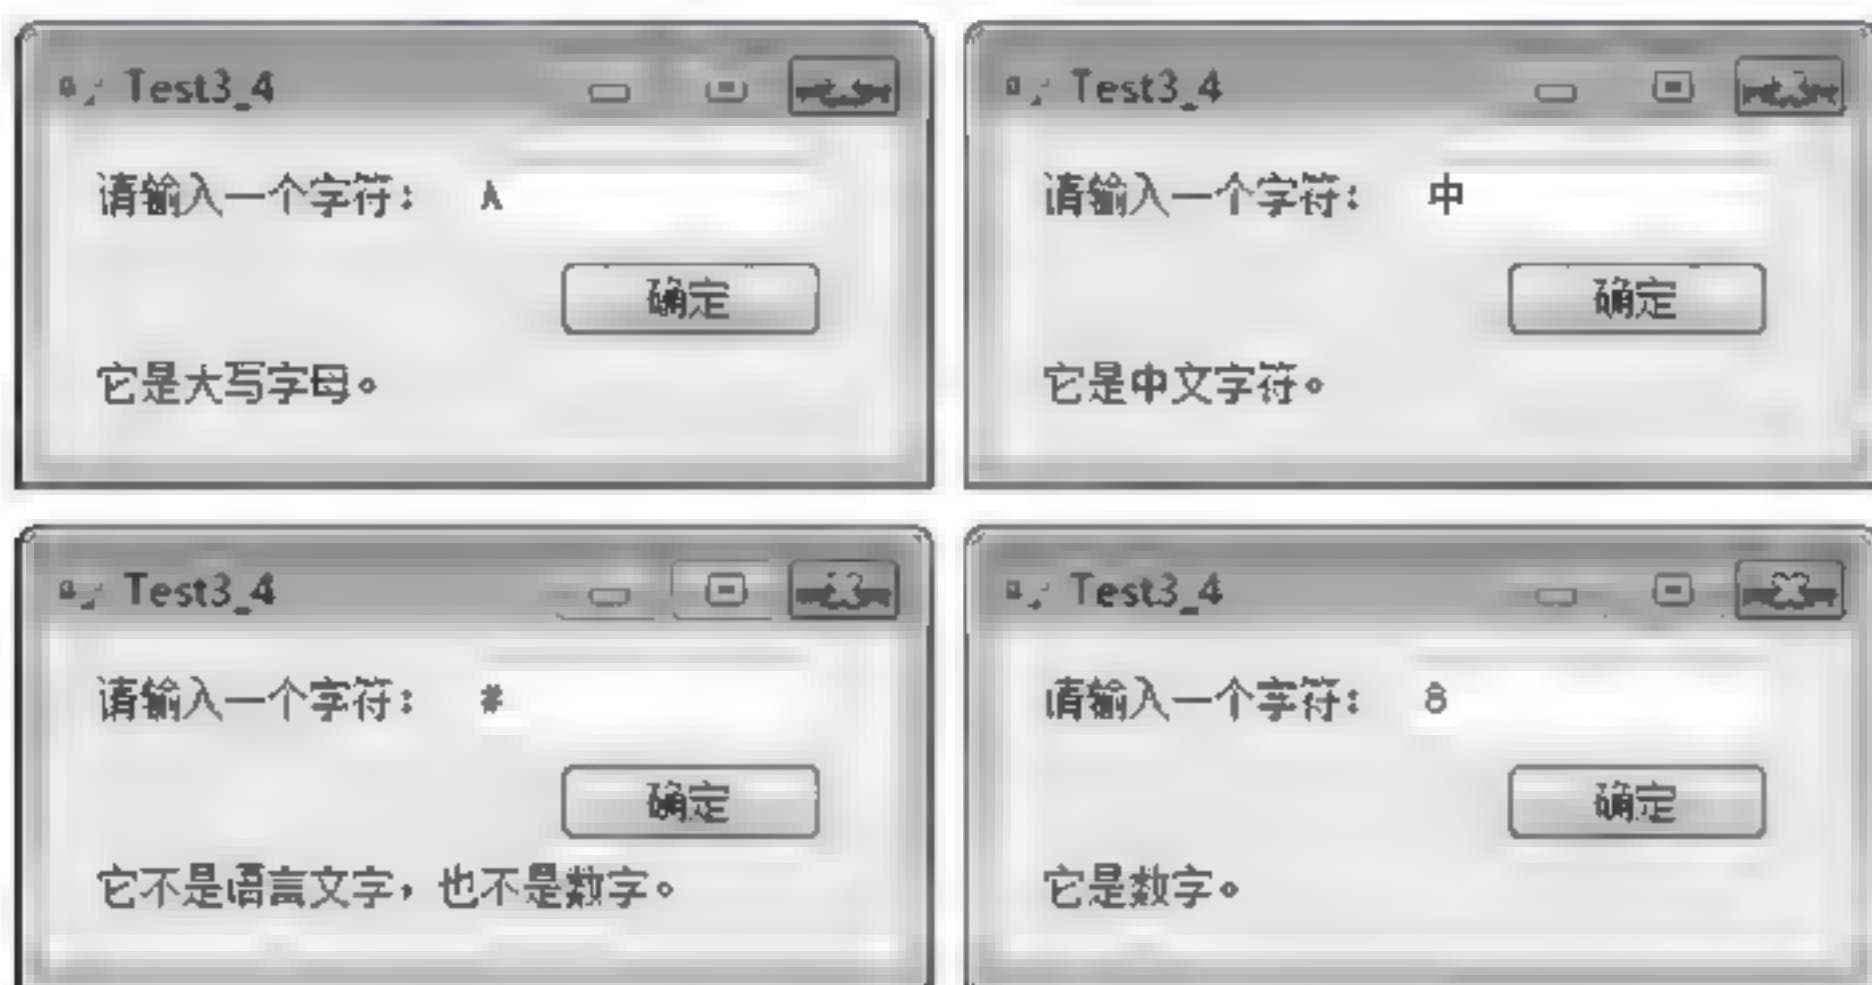 Test3_4
请输入一个字符： A
确定
它是大写字母。
Test3_4
请输入一个字符： 中
确定
它是中文字符。
Test3_4
请输入一个字符： #
确定
它不是语言文字，也不是数字。
Test3_4
请输入一个字符： 8
确定
它是数字。